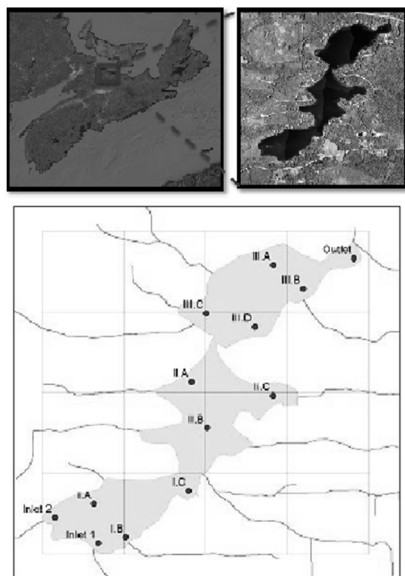 Outlet
III.A
III.B
III.C
III.D
II.A
II.C
II.B
I.C
Inlet 2
Inlet 1
I.B